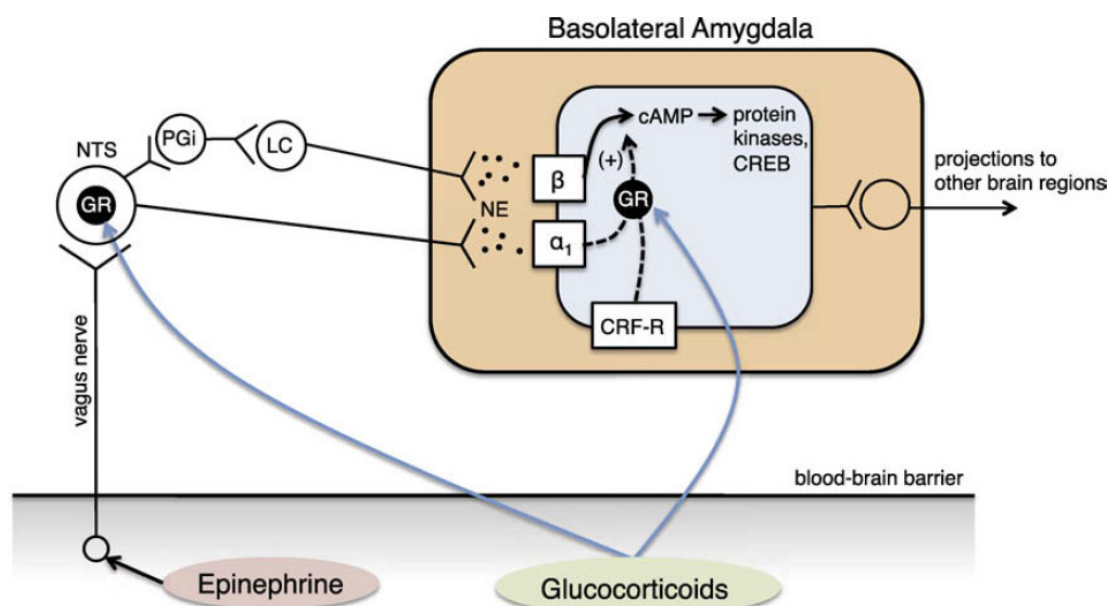 Basolateral Amygdala
PGi
LC
NTS
GR
NE
β
α1
cAMP
protein
kinases,
CREB
(+)
GR
CRF-R
projections to
other brain regions
vagus nerve
blood-brain barrier
Epinephrine
Glucocorticoids